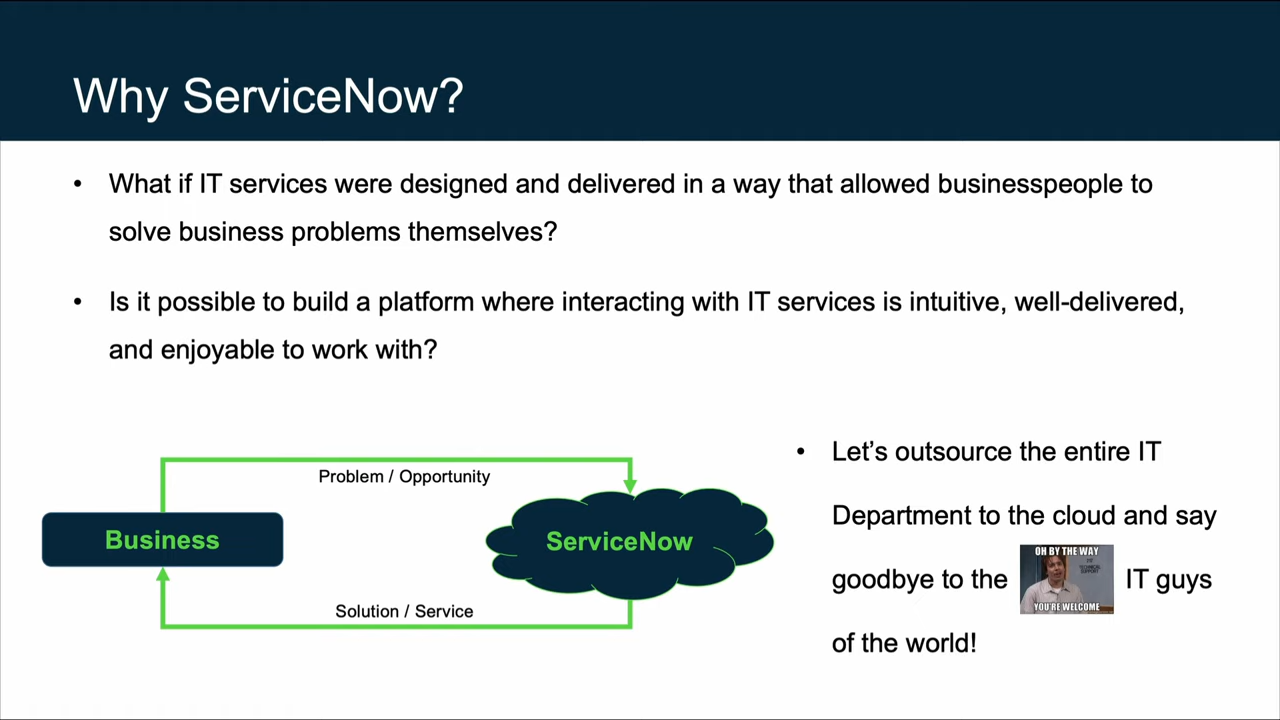 Why ServiceNow?
• What if IT services were designed and delivered in a way that allowed businesspeople to
solve business problems themselves?
• Is it possible to build a platform where interacting with IT services is intuitive, well-delivered,
and enjoyable to work with?
Problem / Opportunity
Business
ServiceNow
Solution / Service
• Let’s outsource the entire IT
Department to the cloud and say
goodbye to the IT guys
of the world!
OH BY THE WAY
TECHNICAL
SUPPORT
YOU'RE WELCOME